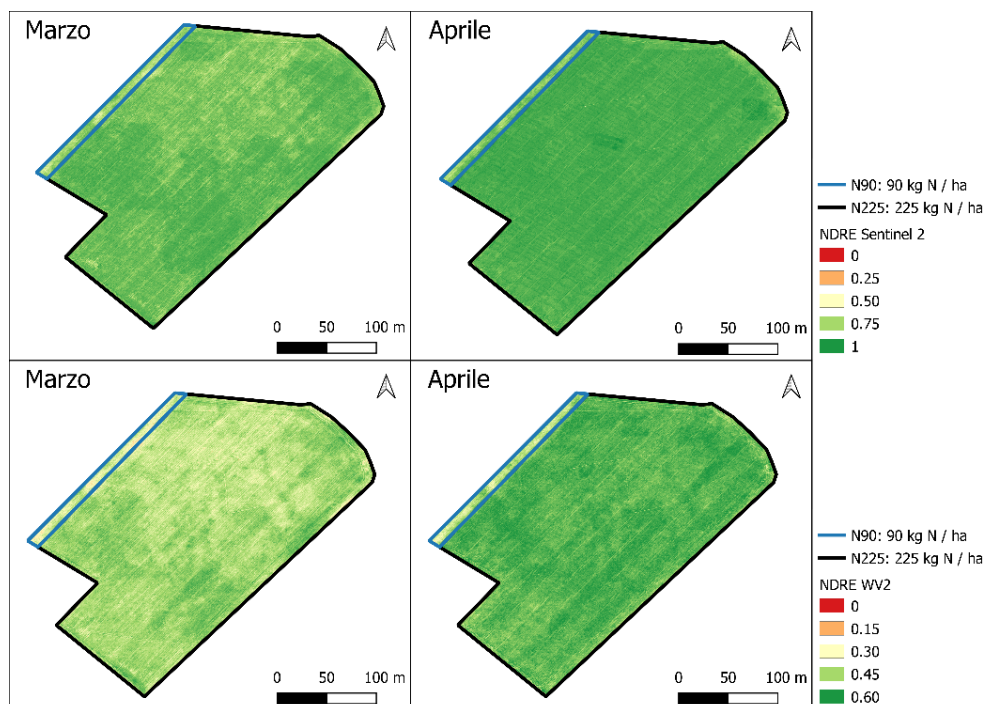 Marzo
0 50 100 m
Aprile
0 50 100 m
N90: 90 kg N / ha
N225: 225 kg N / ha
NDRE Sentinel 2
0
0.25
0.50
0.75
1
Marzo
0 50 100 m
Aprile
0 50 100 m
N90: 90 kg N / ha
N225: 225 kg N / ha
NDRE WV2
0
0.15
0.30
0.45
0.60